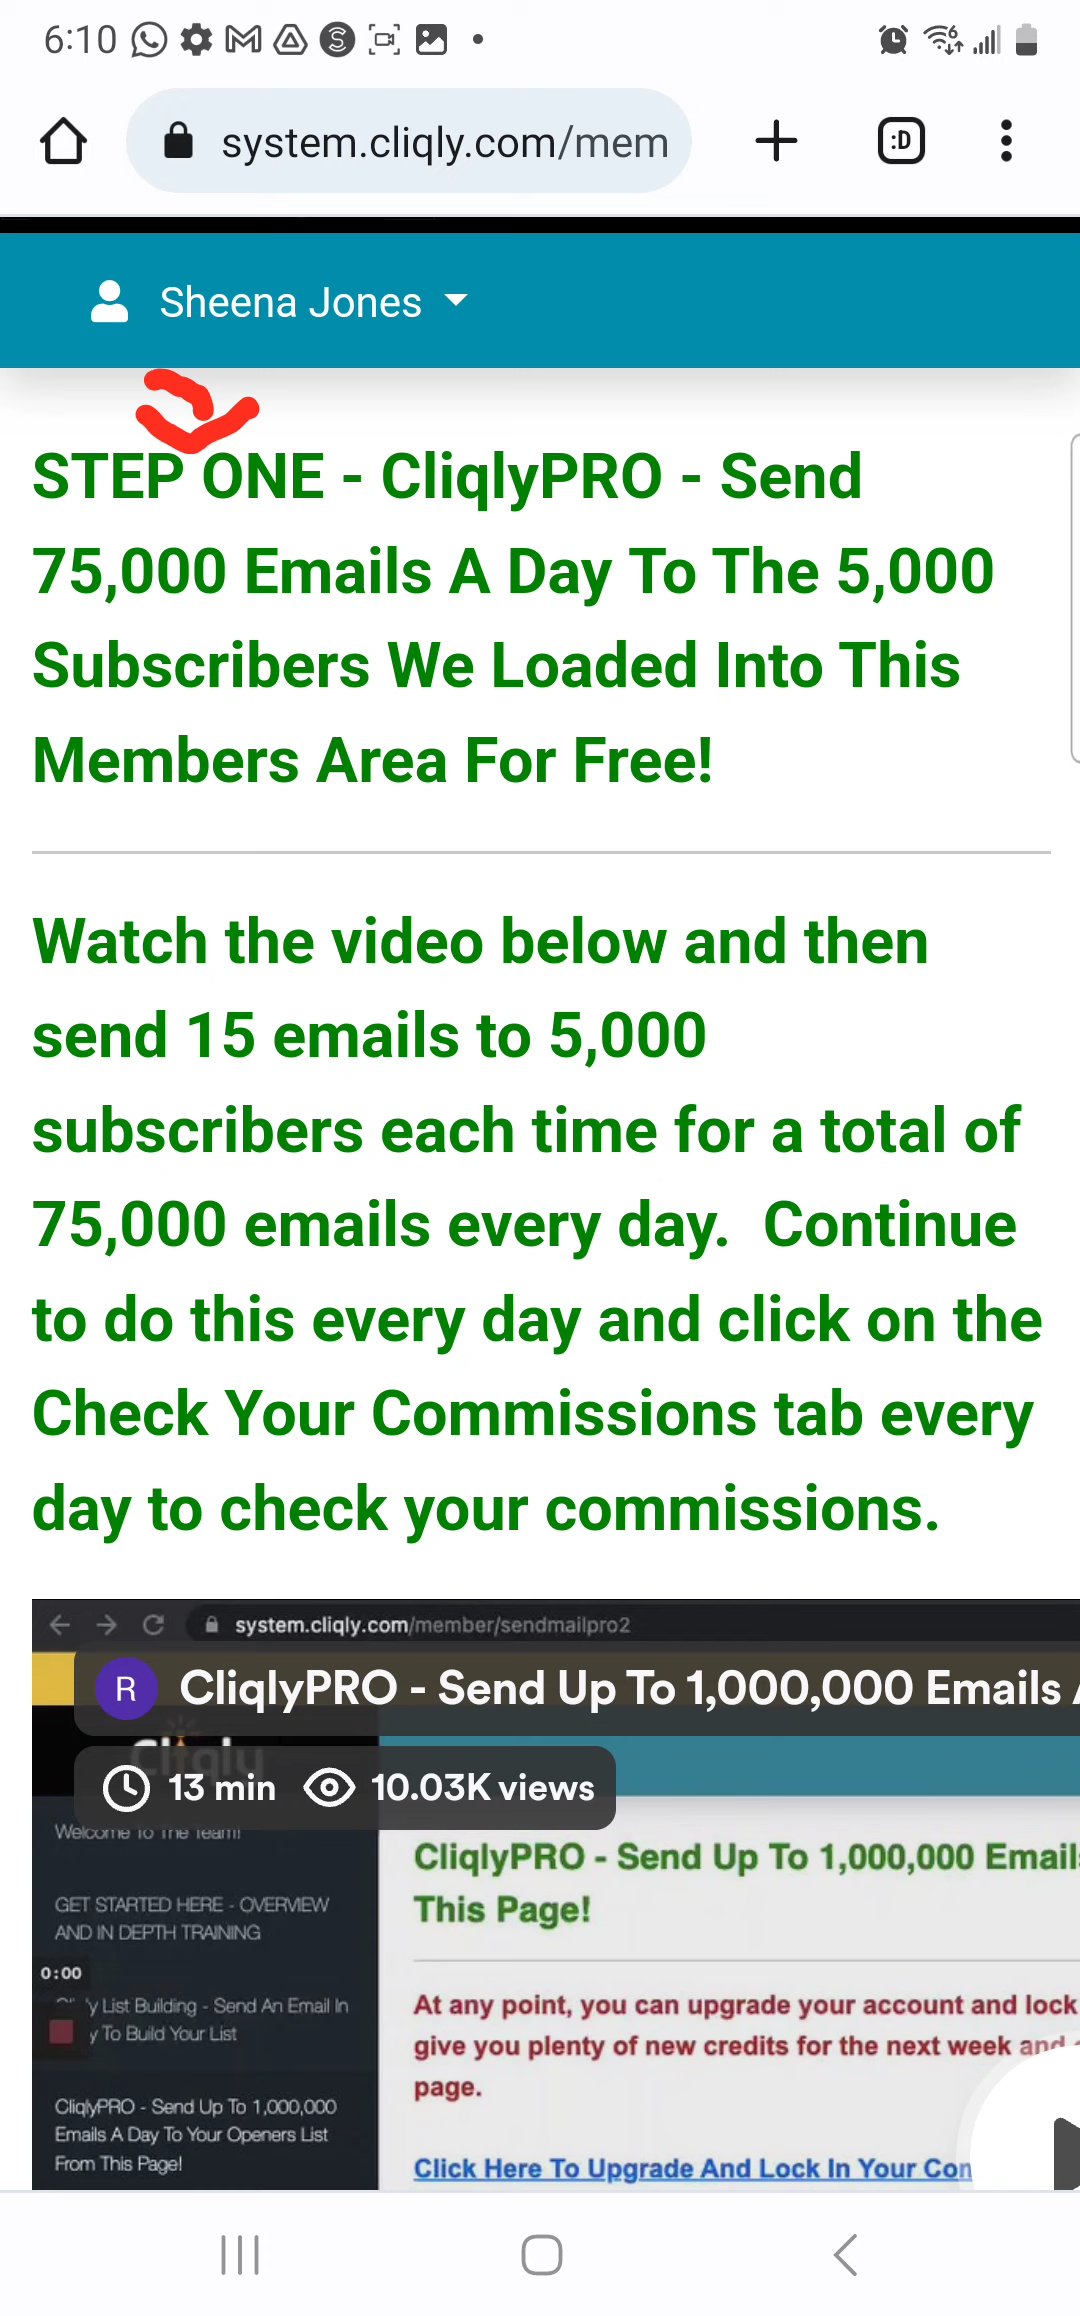 6:10
system.cliqly.com/mem
:D
Sheena Jones
STEP ONE - CliqlyPRO - Send
75,000 Emails A Day To The 5,000
Subscribers We Loaded Into This
Members Area For Free!
Watch the video below and then
send 15 emails to 5,000
subscribers each time for a total of
75,000 emails every day. Continue
to do this every day and click on the
Check Your Commissions tab every
day to check your commissions.
system.cliqly.com/member/sendmailpro2
R CliqlyPRO - Send Up To 1,000,000 Emails
Cliqly
13 min 10.03K views
Welcome To The Team!
GET STARTED HERE - OVERVIEW
AND IN DEPTH TRAINING
0:00
y List Building - Send An Email In
y To Build Your List
CliqlyPRO - Send Up To 1,000,000
Emails A Day To Your Openers List
From This Page!
CliqlyPRO - Send Up To 1,000,000 Email
This Page!
At any point, you can upgrade your account and lock
give you plenty of new credits for the next week and
page.
Click Here To Upgrade And Lock In Your Con